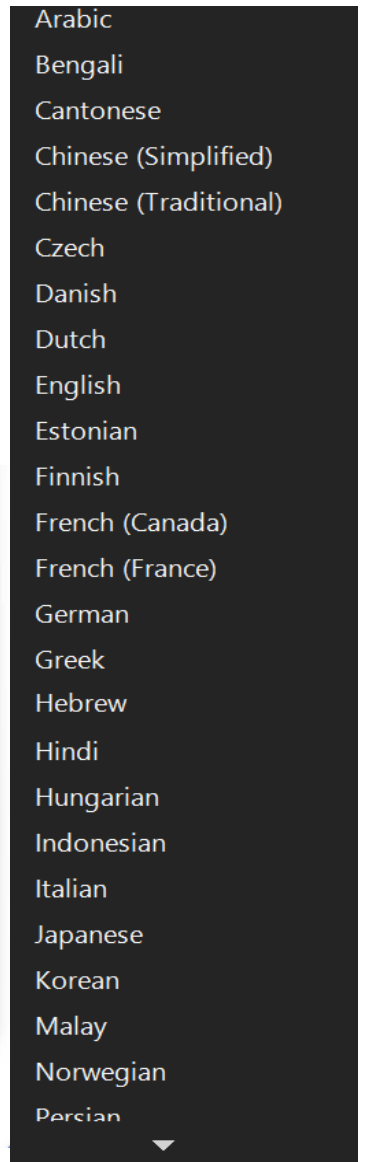 Arabic
Bengali
Cantonese
Chinese (Simplified)
Chinese (Traditional)
Czech
Danish
Dutch
English
Estonian
Finnish
French (Canada)
French (France)
German
Greek
Hebrew
Hindi
Hungarian
Indonesian
Italian
Japanese
Korean
Malay
Norwegian
Persian